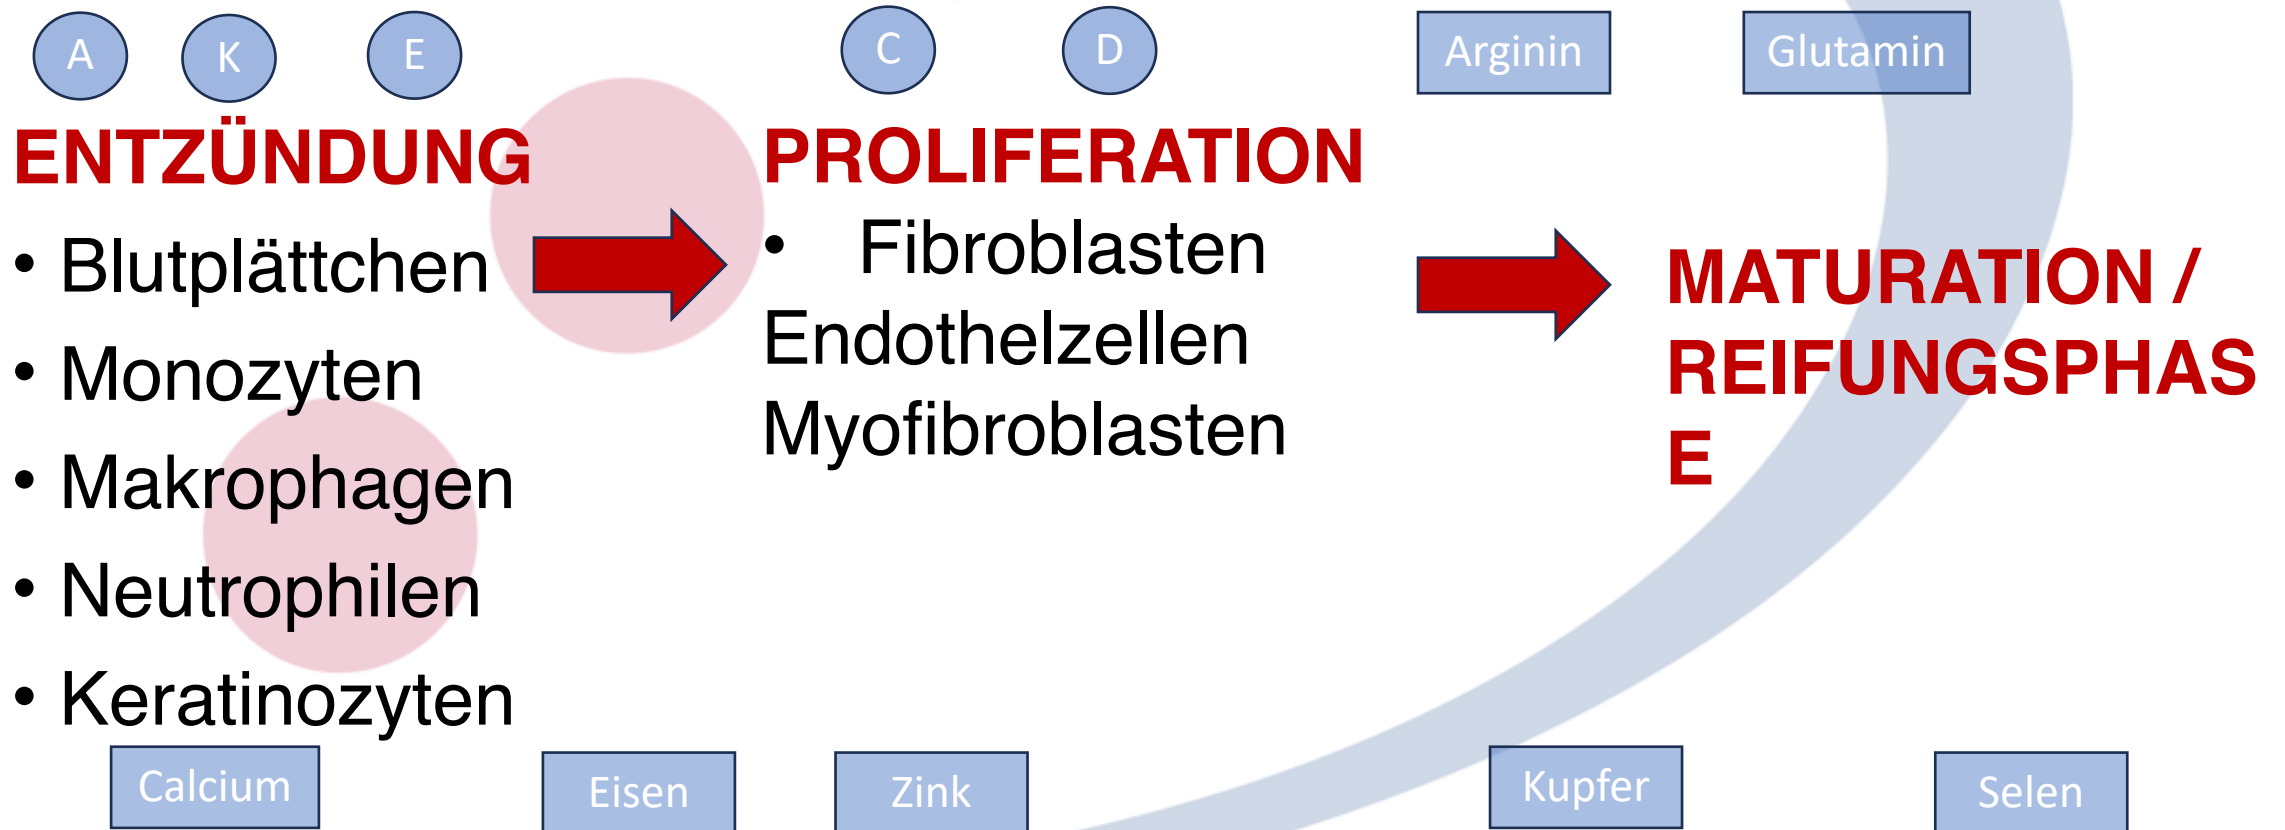 A K E C D Arginin Glutamin
ENTZÜNDUNG
• Blutplättchen
• Monozyten
• Makrophagen
• Neutrophilen
• Keratinozyten
PROLIFERATION
• Fibroblasten
Endothelzellen
Myofibroblasten
MATURATION /
REIFUNGSPHAS
E
Calcium Eisen Zink Kupfer Selen